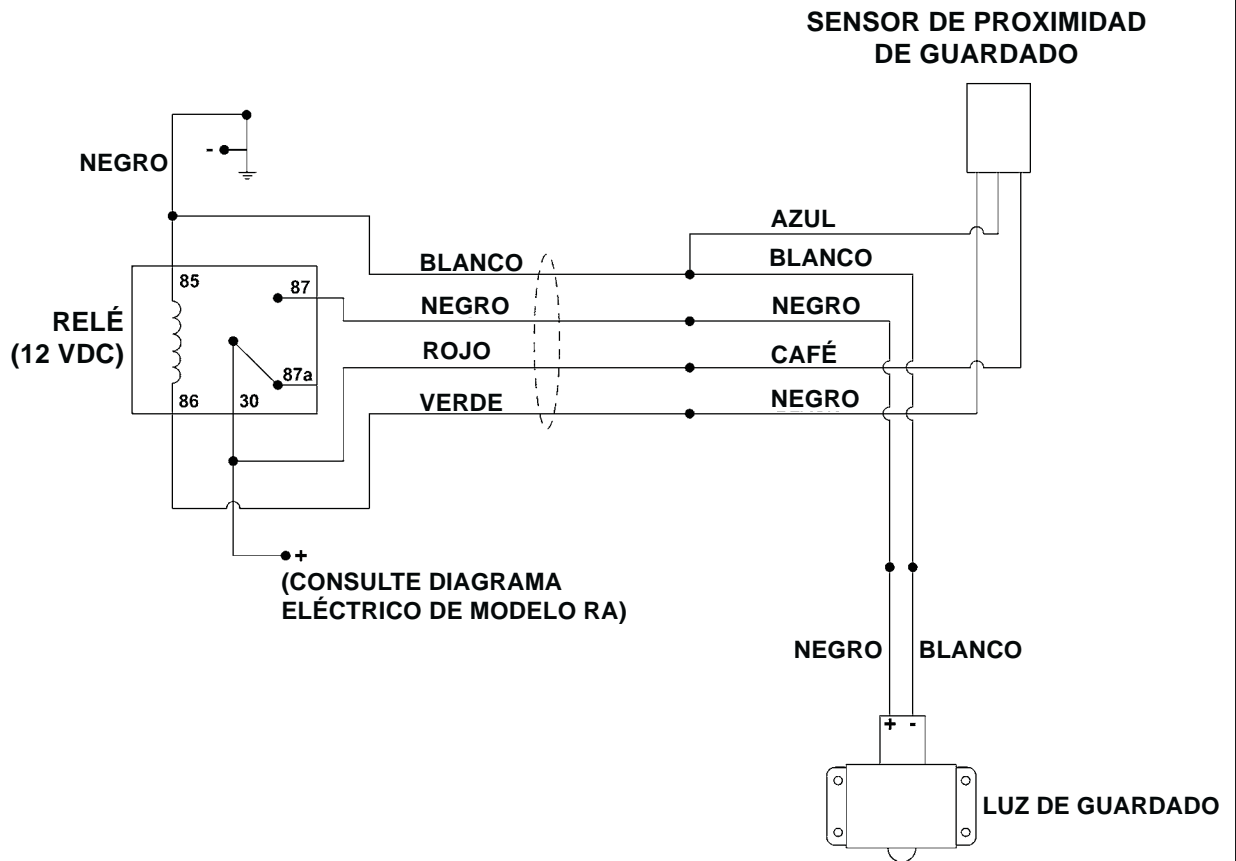 SENSOR DE PROXIMIDAD
DE GUARDADO
-
NEGRO
AZUL
BLANCO
BLANCO
85
87
NEGRO
NEGRO
RELÉ
(12 VDC)
ROJO
CAFÉ
87a
86
30
VERDE
NEGRO
+
(CONSULTE DIAGRAMA
ELÉCTRICO DE MODELO RA)
NEGRO
BLANCO
+ -
LUZ DE GUARDADO